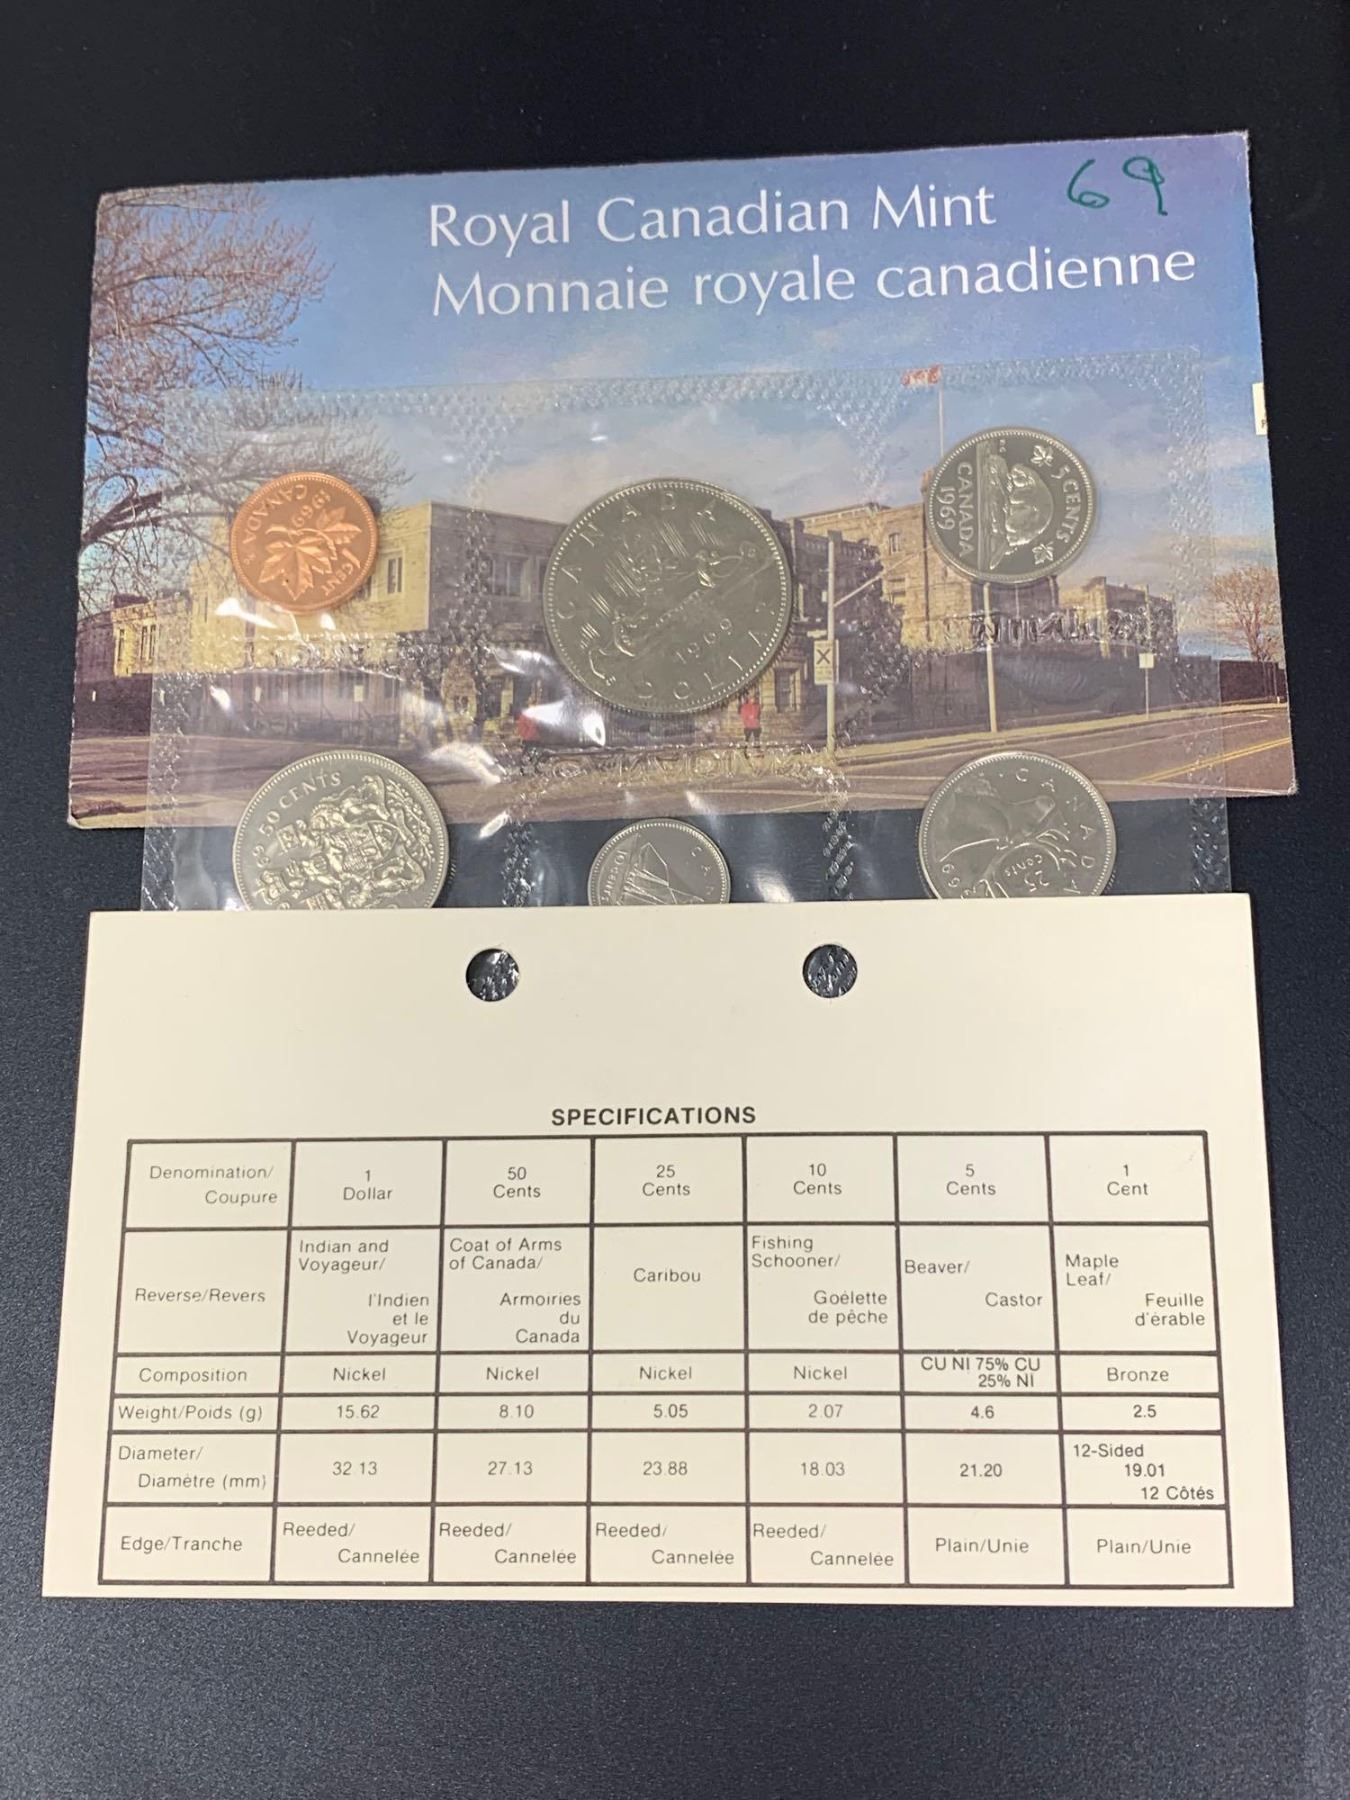 69
Royal Canadian Mint
Monnaie royale canadienne
CANADA
1969
1 CENT
CANADA
1969
DOLLAR
5 CENTS
CANADA
1969
50 CENTS
10 CENTS
CANADA
25
cents
X
SPECIFICATIONS
Denomination/ Coupure
1 Dollar
50 Cents
25 Cents
10 Cents
5 Cents
1 Cent
Reverse/Revers
Indian and Voyageur/ l'Indien et le Voyageur
Coat of Arms of Canada/ Armoiries du Canada
Caribou
Fishing Schooner/ Goélette de pêche
Beaver/ Castor
Maple Leaf/ Feuille d'érable
Composition
Nickel
Nickel
Nickel
Nickel
CU NI 75% CU 25% NI
Bronze
Weight/Poids (g)
15.62
8.10
5.05
2.07
4.6
2.5
Diameter/ Diamètre (mm)
32.13
27.13
23.88
18.03
21.20
12-Sided 19.01 12 Côtés
Edge/Tranche
Reeded/ Cannelée
Reeded/ Cannelée
Reeded/ Cannelée
Reeded/ Cannelée
Plain/Unie
Plain/Unie